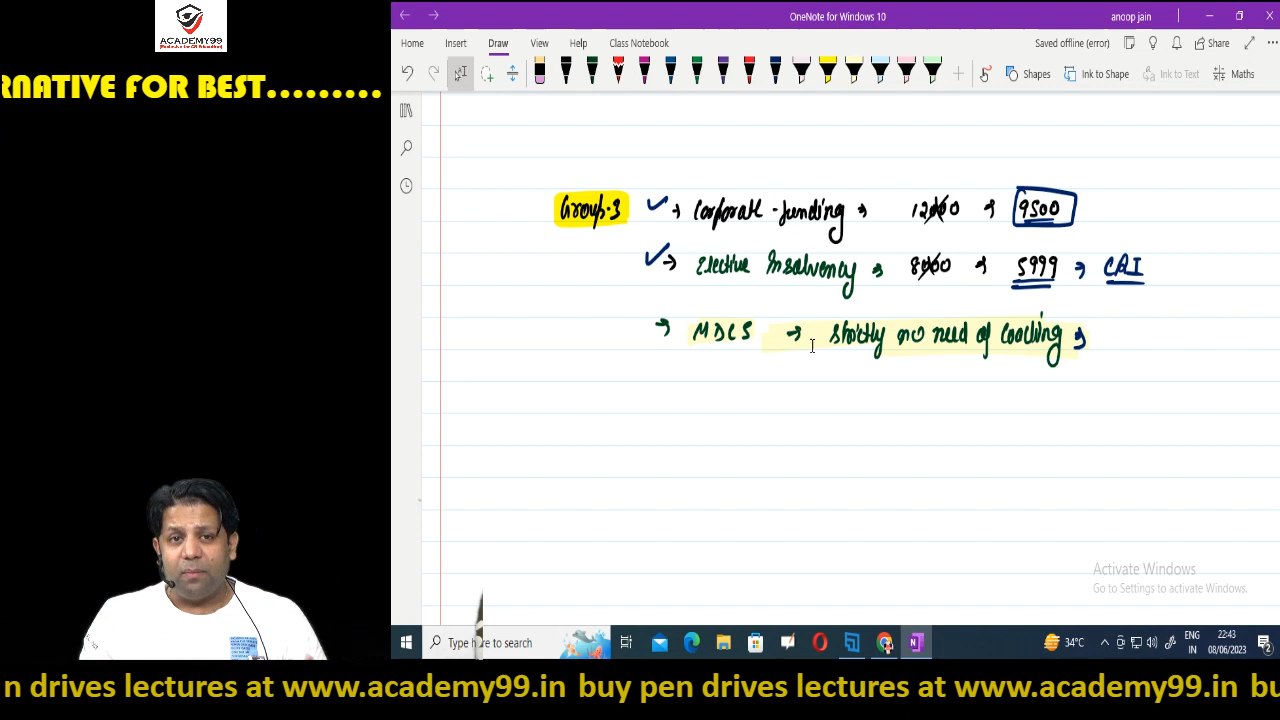 ACADEMY99
RNATIVE FOR BEST.........
OneNote for Windows 10
anoop jain
Home Insert Draw View Help Class Notebook
Saved offline (error) Share
Shapes Ink to Shape Ink to Text Maths
Group-3 → Corporate-funding → 12000 → 9500
→ Elective Insolvency → 8000 → 5999 → CAI
→ MDCS → Strictly no need of coaching →
Activate Windows
Go to Settings to activate Windows.
Type here to search
34°C
ENG 22:43
IN 08/06/2023
2
n drives lectures at www.academy99.in buy pen drives lectures at www.academy99.in bu